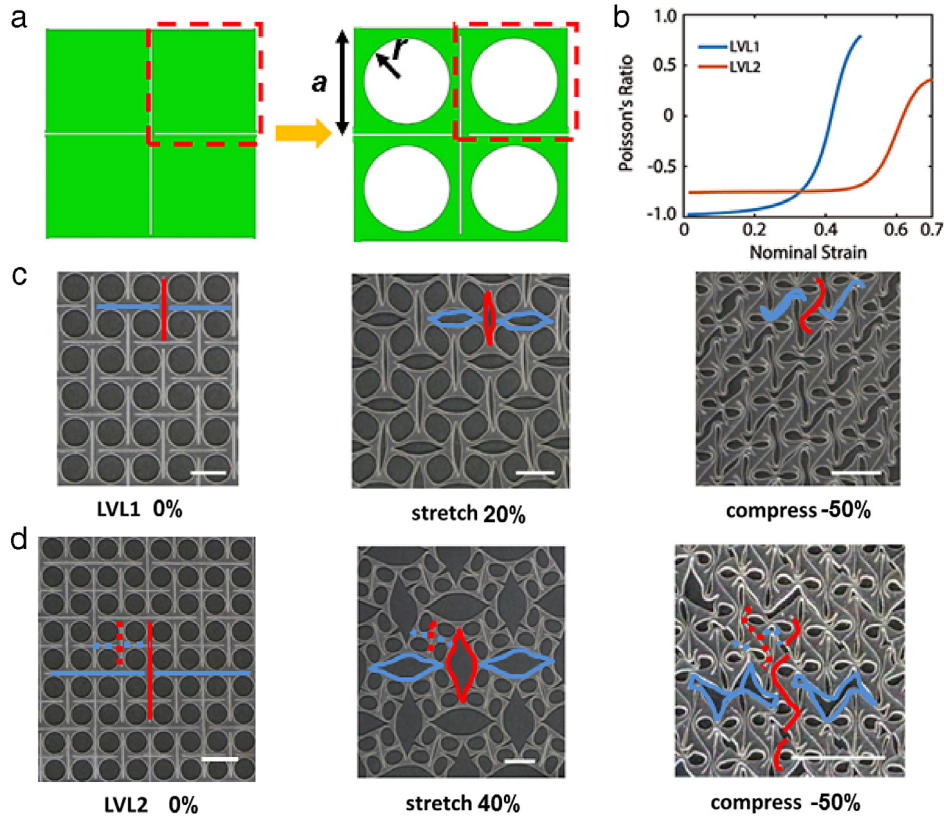 a
a
r
b
1.0
0.5
0
-0.5
-1.0
Poisson's Ratio
LVL1
LVL2
0
0.2
0.4
0.6
0.7
Nominal Strain
c
LVL1 0%
stretch 20%
compress -50%
d
LVL2 0%
stretch 40%
compress -50%